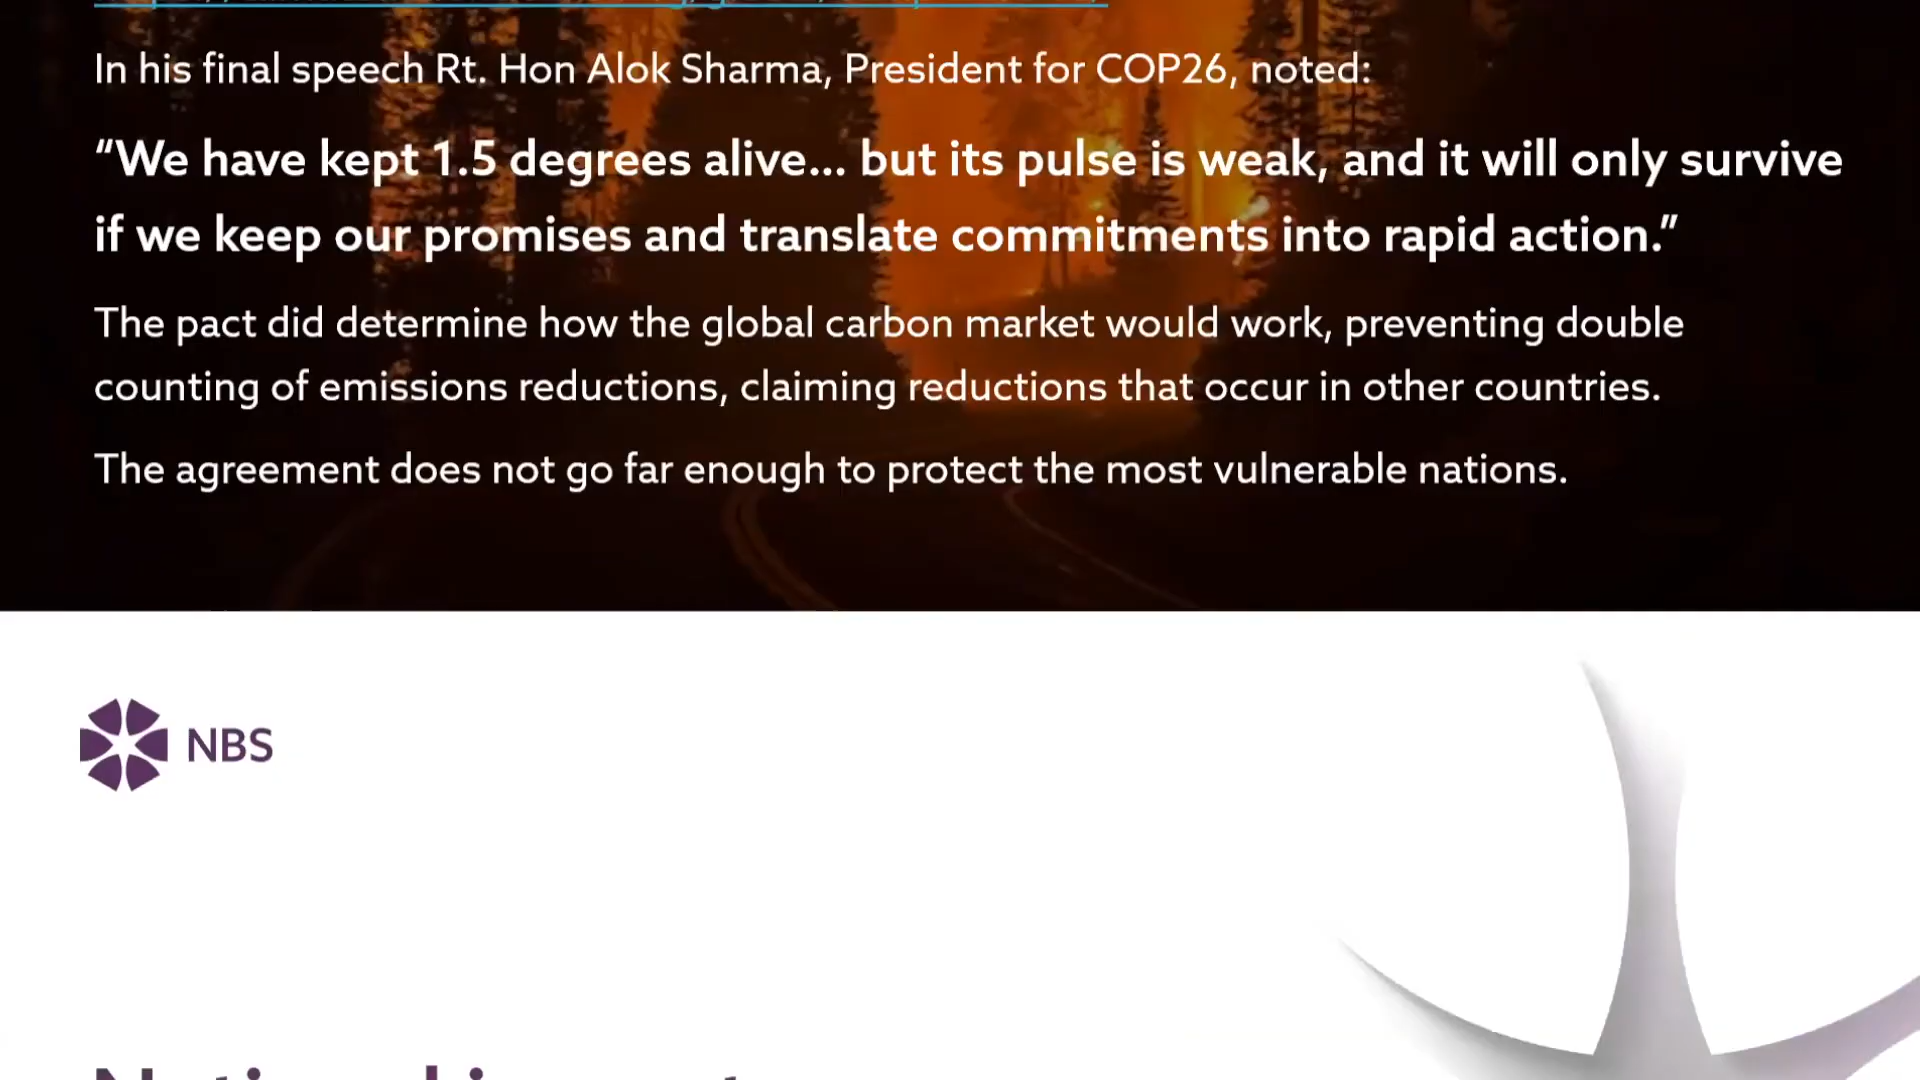 In his final speech Rt. Hon Alok Sharma, President for COP26, noted:
“We have kept 1.5 degrees alive... but its pulse is weak, and it will only survive
if we keep our promises and translate commitments into rapid action.”
The pact did determine how the global carbon market would work, preventing double
counting of emissions reductions, claiming reductions that occur in other countries.
The agreement does not go far enough to protect the most vulnerable nations.
NBS